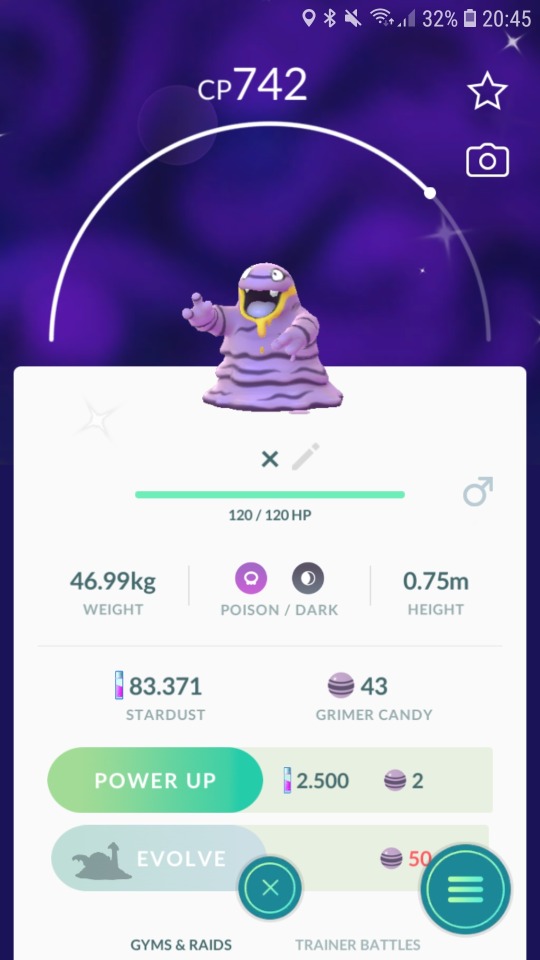 32% 20:45
CP742
×
120 / 120 HP
46.99kg
WEIGHT
POISON / DARK
0.75m
HEIGHT
83.371
STARDUST
43
GRIMER CANDY
POWER UP 2.500 2
EVOLVE 50
GYMS & RAIDS TRAINER BATTLES